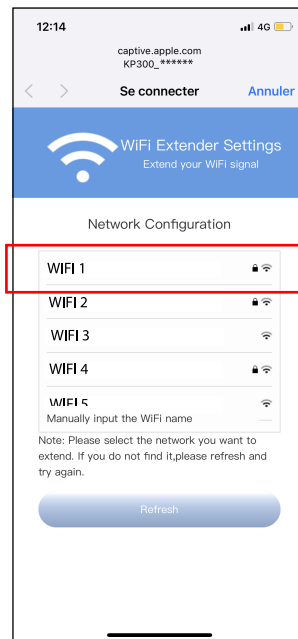 12:14
4G
captive.apple.com
KP300_******
Se connecter
Annuler
WiFi Extender Settings
Extend your WiFi signal
Network Configuration
WIFI 1
WIFI 2
WIFI 3
WIFI 4
WIFI 5
Manually input the WiFi name
Note: Please select the network you want to
extend. If you do not find it,please refresh and
try again.
Refresh